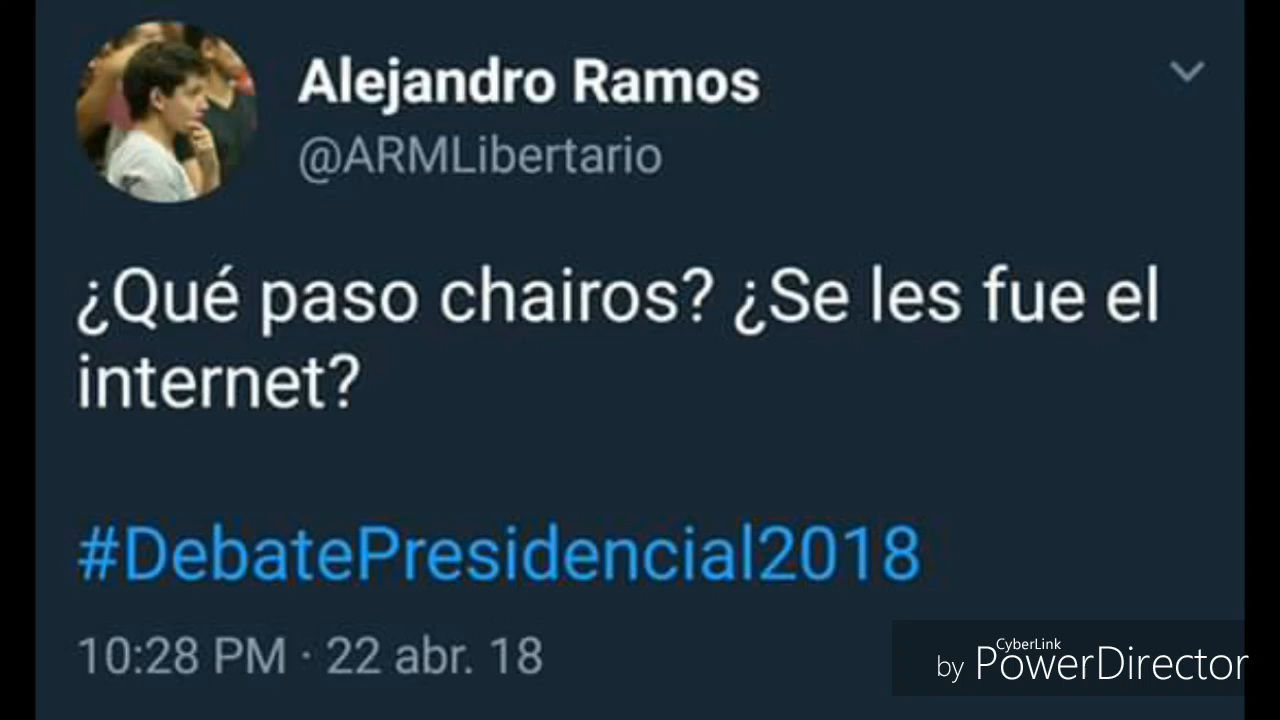 Alejandro Ramos
@ARMLibertario
¿Qué paso chairos? ¿Se les fue el
internet?
#DebatePresidencial2018
10:28 PM · 22 abr. 18
CyberLink
by PowerDirector